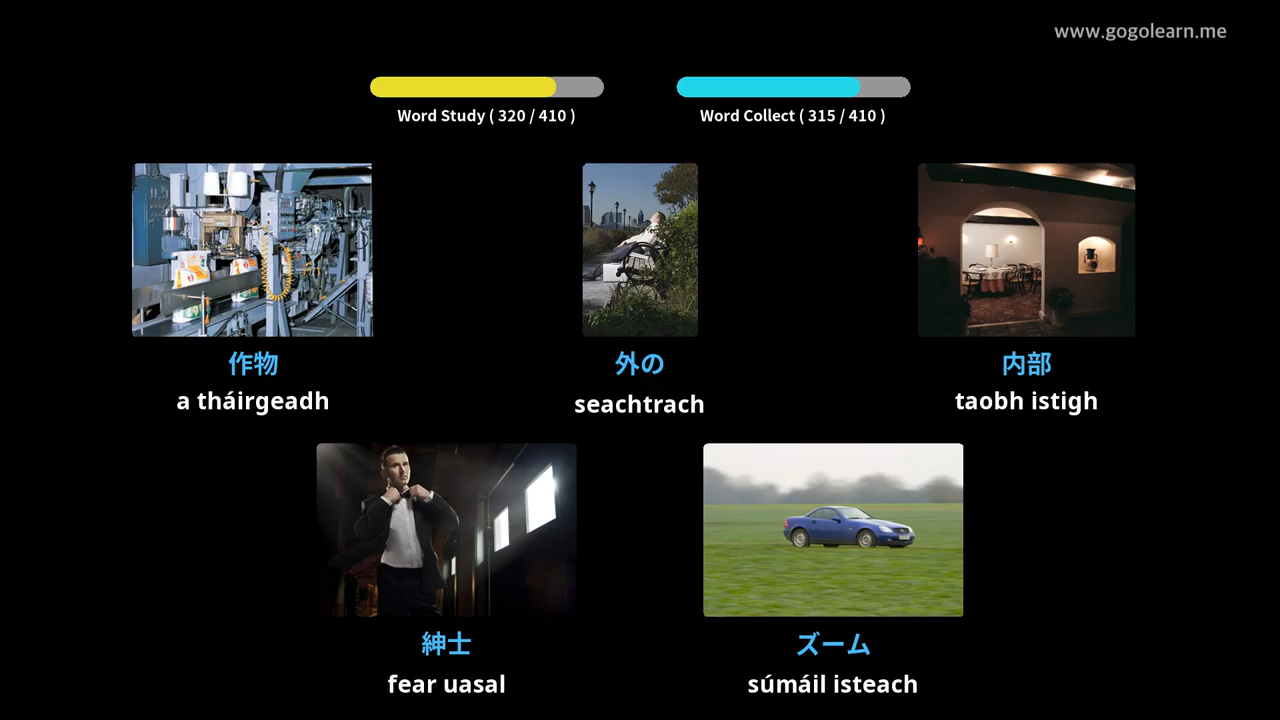 www.gogolearn.me
Word Study ( 320 / 410 )
Word Collect ( 315 / 410 )
作物
a tháirgeadh
外の
seachtrach
内部
taobh istigh
紳士
fear uasal
ズーム
súmáil isteach